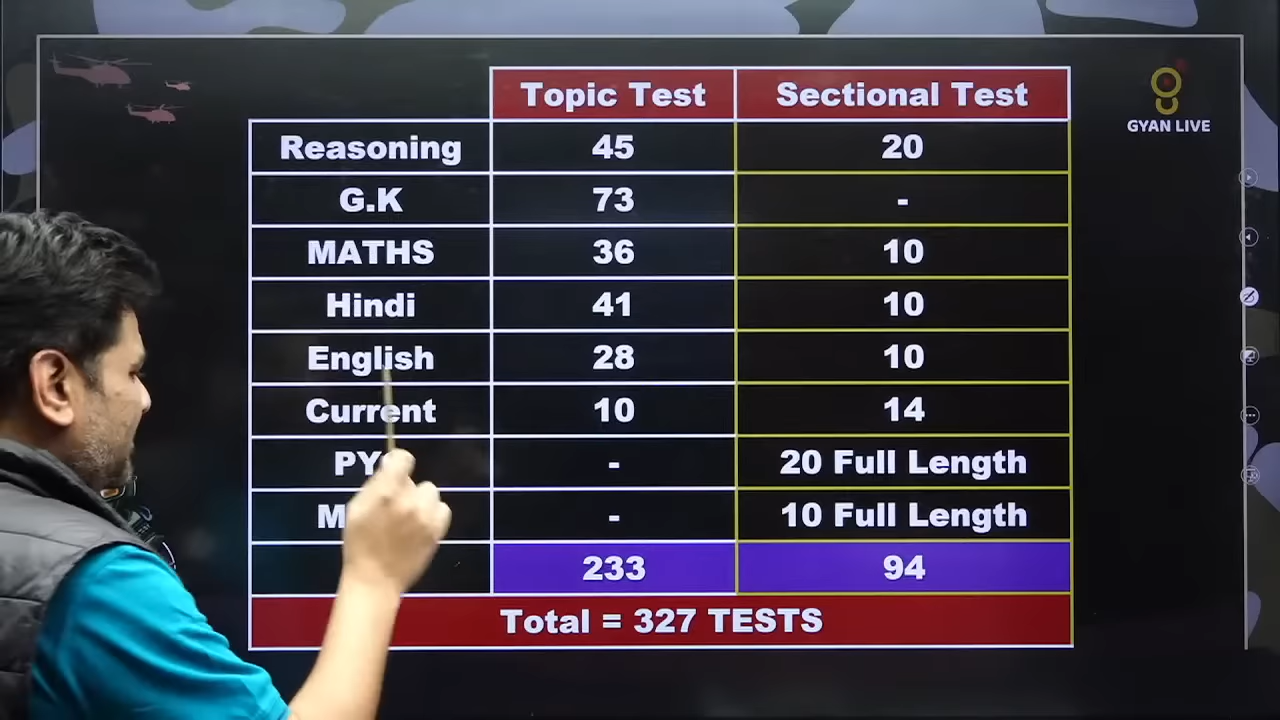 Topic Test Sectional Test
GYAN LIVE
Reasoning 45 20
G.K 73 -
MATHS 36 10
Hindi 41 10
English 28 10
Current 10 14
- 20 Full Length
- 10 Full Length
233 94
Total = 327 TESTS